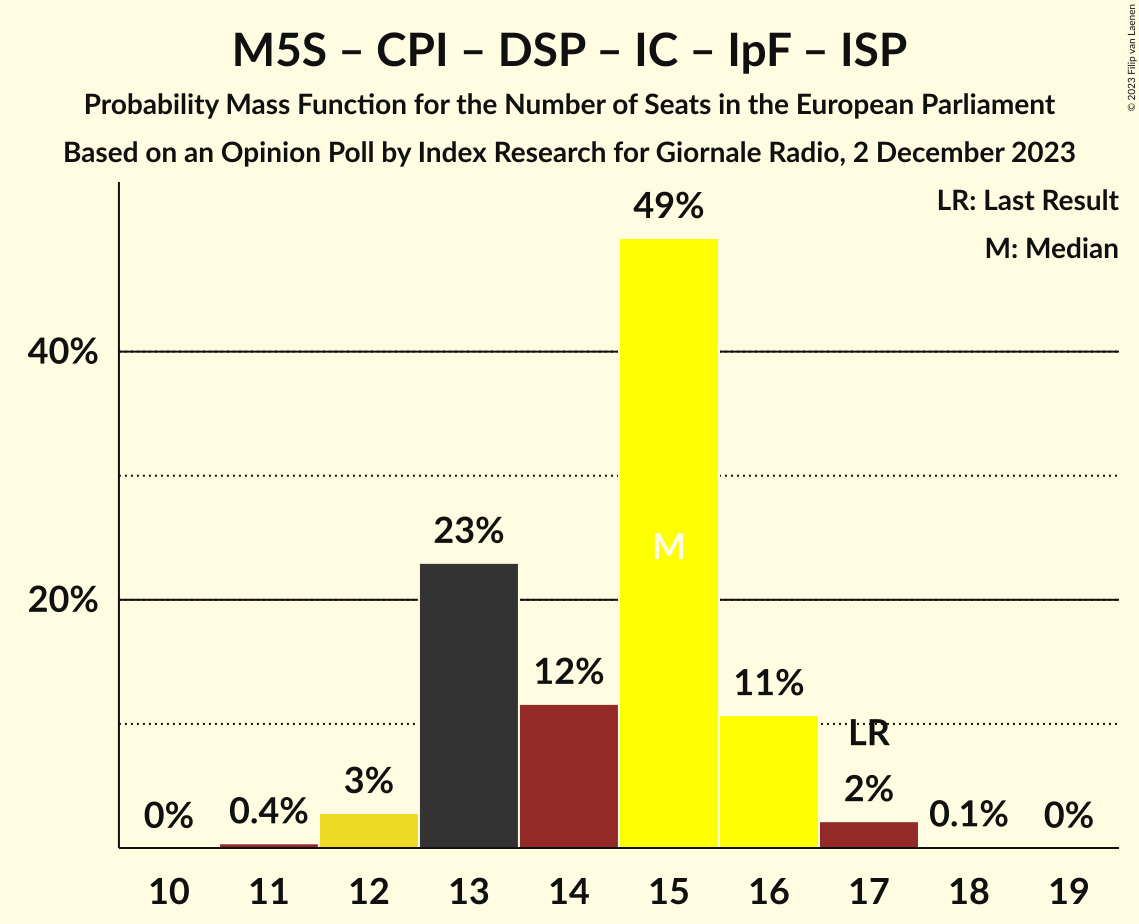 M5S – CPI – DSP – IC – IpF – ISP
Probability Mass Function for the Number of Seats in the European Parliament
Based on an Opinion Poll by Index Research for Giornale Radio, 2 December 2023
© 2023 Filip van Laenen
LR: Last Result
M: Median
49%
40%
23%
M
20%
12%
11%
LR
3%
2%
0%
0.4%
0.1%
0%
10 11 12 13 14 15 16 17 18 19